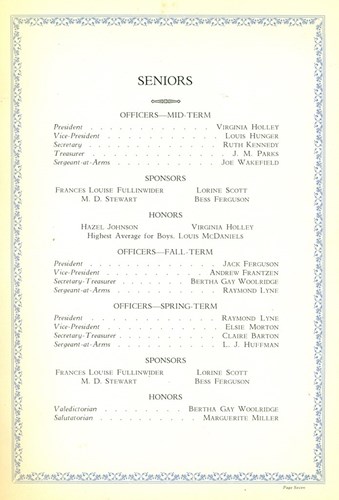 SENIORS
OFFICERS—MID-TERM
President . . . . . . . . . . . . VIRGINIA HOLLEY
Vice-President . . . . . . . . . . . LOUIS HUNGER
Secretary . . . . . . . . . . . . RUTH KENNEDY
Treasurer . . . . . . . . . . . . . J. M. PARKS
Sergeant-at-Arms . . . . . . . . . . JOE WAKEFIELD
SPONSORS
FRANCES LOUISE FULLINWIDER LORINE SCOTT
M. D. STEWART BESS FERGUSON
HONORS
HAZEL JOHNSON VIRGINIA HOLLEY
Highest Average for Boys, LOUIS MCDANIELS
OFFICERS—FALL-TERM
President . . . . . . . . . . . . JACK FERGUSON
Vice-President . . . . . . . . . ANDREW FRANTZEN
Secretary-Treasurer . . . . . . . BERTHA GAY WOOLRIDGE
Sergeant-at-Arms . . . . . . . . . . RAYMOND LYNE
OFFICERS—SPRING-TERM
President . . . . . . . . . . . . RAYMOND LYNE
Vice-President . . . . . . . . . . . ELSIE MORTON
Secretary-Treasurer . . . . . . . . . CLAIRE BARTON
Sergeant-at-Arms . . . . . . . . . . L. J. HUFFMAN
SPONSORS
FRANCES LOUISE FULLINWIDER LORINE SCOTT
M. D. STEWART BESS FERGUSON
HONORS
Valedictorian . . . . . . . . BERTHA GAY WOOLRIDGE
Salutatorian . . . . . . . . . MARGUERITE MILLER
Page Seven